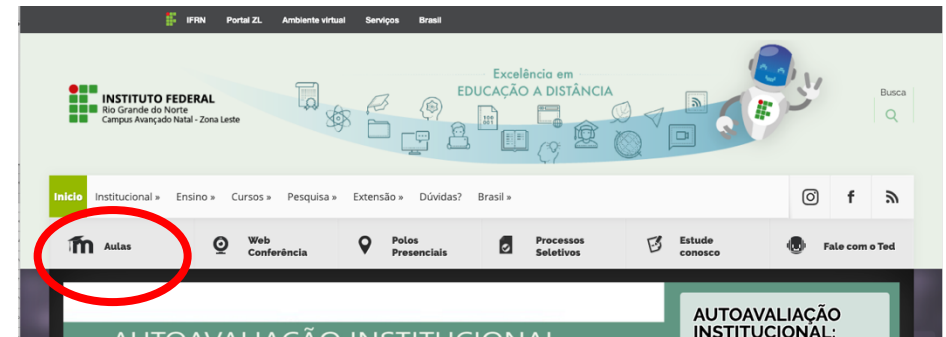 IFRN Portal ZL Ambiente virtual Serviços Brasil
Excelência em
EDUCAÇÃO A DISTÂNCIA
INSTITUTO FEDERAL
Rio Grande do Norte
Campus Avançado Natal - Zona Leste
Busca
Início Institucional » Ensino » Cursos » Pesquisa » Extensão » Dúvidas? Brasil »
Aulas
Web
Conferência
Polos
Presenciais
Processos
Seletivos
Estude
conosco
Fale com o Ted
AUTOAVALIAÇÃO INSTITUCIONAL
AUTOAVALIAÇÃO
INSTITUCIONAL: